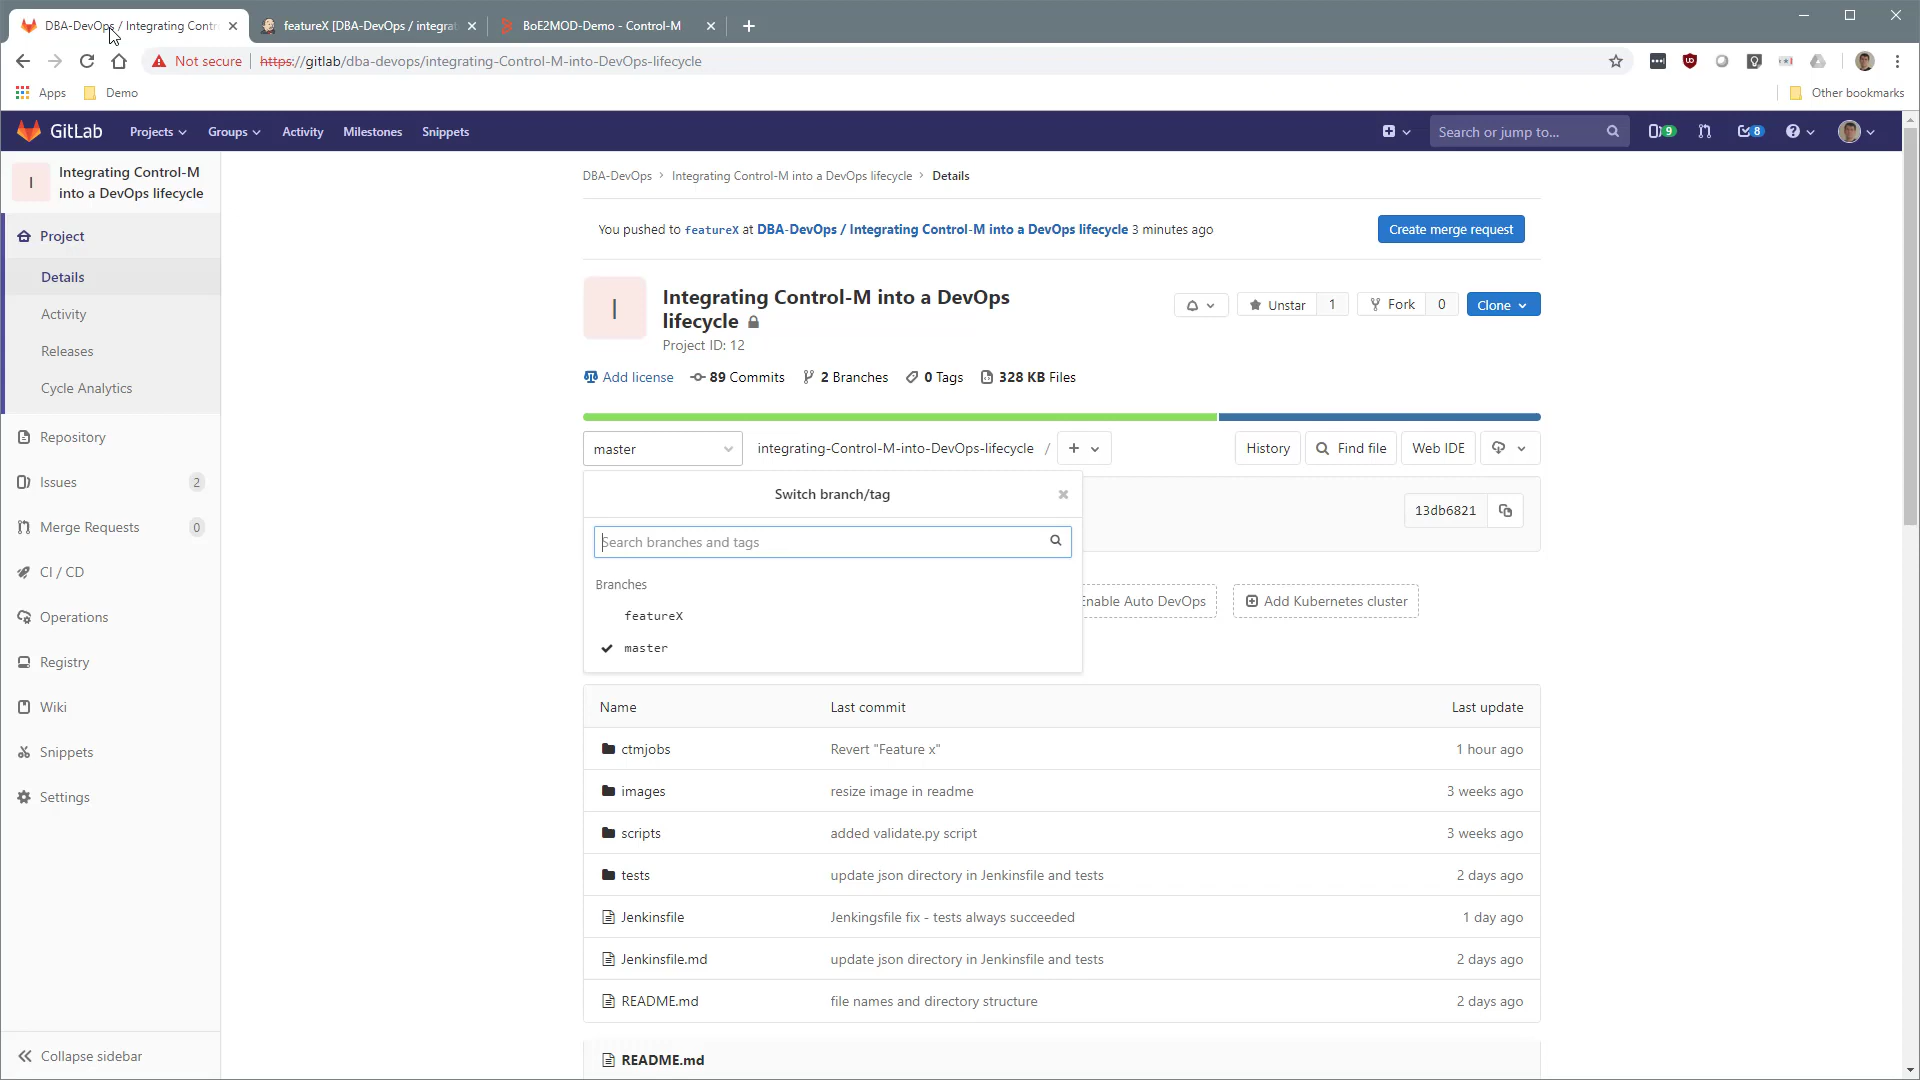 DBA-DevOps / Integrating Contr
featureX [DBA-DevOps / integrat
BoE2MOD-Demo - Control-M
Not secure
https://gitlab/dba-devops/integrating-Control-M-into-DevOps-lifecycle
Apps
Demo
Other bookmarks
GitLab
Projects
Groups
Activity
Milestones
Snippets
Search or jump to...
9
8
I
Integrating Control-M
into a DevOps lifecycle
Project
Details
Activity
Releases
Cycle Analytics
Repository
Issues
2
Merge Requests
0
CI / CD
Operations
Registry
Wiki
Snippets
Settings
Collapse sidebar
DBA-DevOps > Integrating Control-M into a DevOps lifecycle > Details
You pushed to featureX at DBA-DevOps / Integrating Control-M into a DevOps lifecycle 3 minutes ago
Create merge request
I
Integrating Control-M into a DevOps
lifecycle
Project ID: 12
Unstar 1
Fork 0
Clone
Add license
89 Commits
2 Branches
0 Tags
328 KB Files
master
integrating-Control-M-into-DevOps-lifecycle /
+
History
Find file
Web IDE
Switch branch/tag
Search branches and tags
Branches
featureX
master
13db6821
Enable Auto DevOps
Add Kubernetes cluster
Name Last commit Last update
ctmjobs Revert "Feature x" 1 hour ago
images resize image in readme 3 weeks ago
scripts added validate.py script 3 weeks ago
tests update json directory in Jenkinsfile and tests 2 days ago
Jenkinsfile Jenkingsfile fix - tests always succeeded 1 day ago
Jenkinsfile.md update json directory in Jenkinsfile and tests 2 days ago
README.md file names and directory structure 2 days ago
README.md